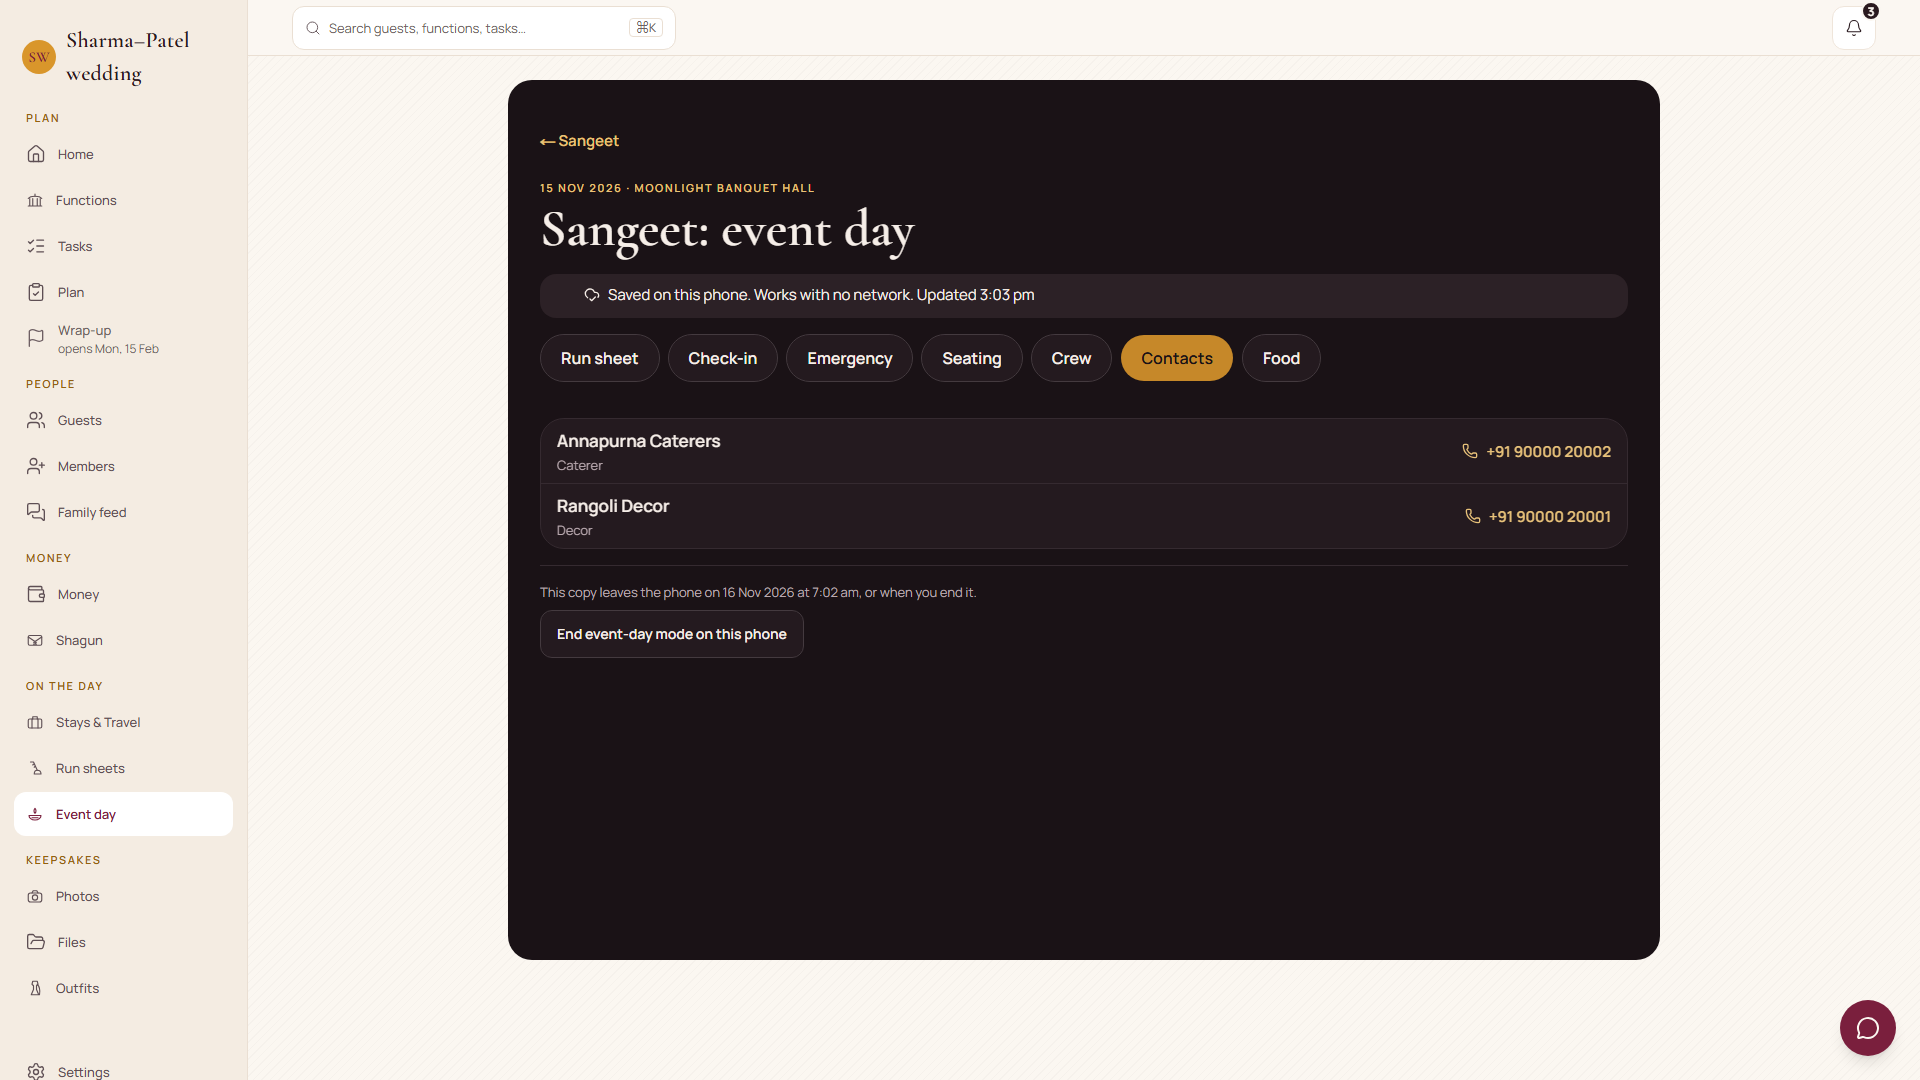 SW
Sharma–Patel
wedding
PLAN
Home
Functions
Tasks
Plan
Wrap-up
opens Mon, 15 Feb
PEOPLE
Guests
Members
Family feed
MONEY
Money
Shagun
ON THE DAY
Stays & Travel
Run sheets
Event day
KEEPSAKES
Photos
Files
Outfits
Settings
Search guests, functions, tasks...
⌘K
3
← Sangeet
15 NOV 2026 · MOONLIGHT BANQUET HALL
Sangeet: event day
Saved on this phone. Works with no network. Updated 3:03 pm
Run sheet
Check-in
Emergency
Seating
Crew
Contacts
Food
Annapurna Caterers
Caterer
+91 90000 20002
Rangoli Decor
Decor
+91 90000 20001
This copy leaves the phone on 16 Nov 2026 at 7:02 am, or when you end it.
End event-day mode on this phone